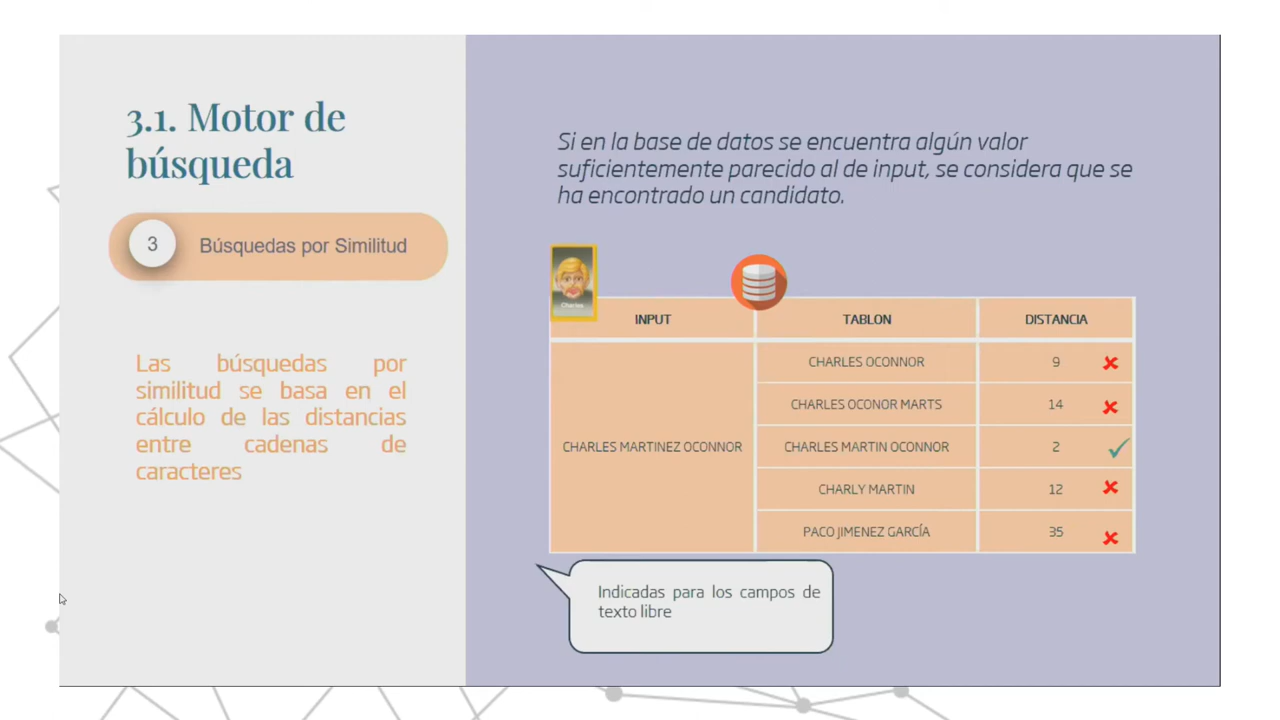 3.1. Motor de
búsqueda
3 Búsquedas por Similitud
Las búsquedas por
similitud se basa en el
cálculo de las distancias
entre cadenas de
caracteres
Si en la base de datos se encuentra algún valor
suficientemente parecido al de input, se considera que se
ha encontrado un candidato.
Charles
INPUT TABLON DISTANCIA
CHARLES OCONNOR 9
CHARLES OCONOR MARTS 14
CHARLES MARTINEZ OCONNOR CHARLES MARTIN OCONNOR 2
CHARLY MARTIN 12
PACO JIMENEZ GARCÍA 35
Indicadas para los campos de
texto libre